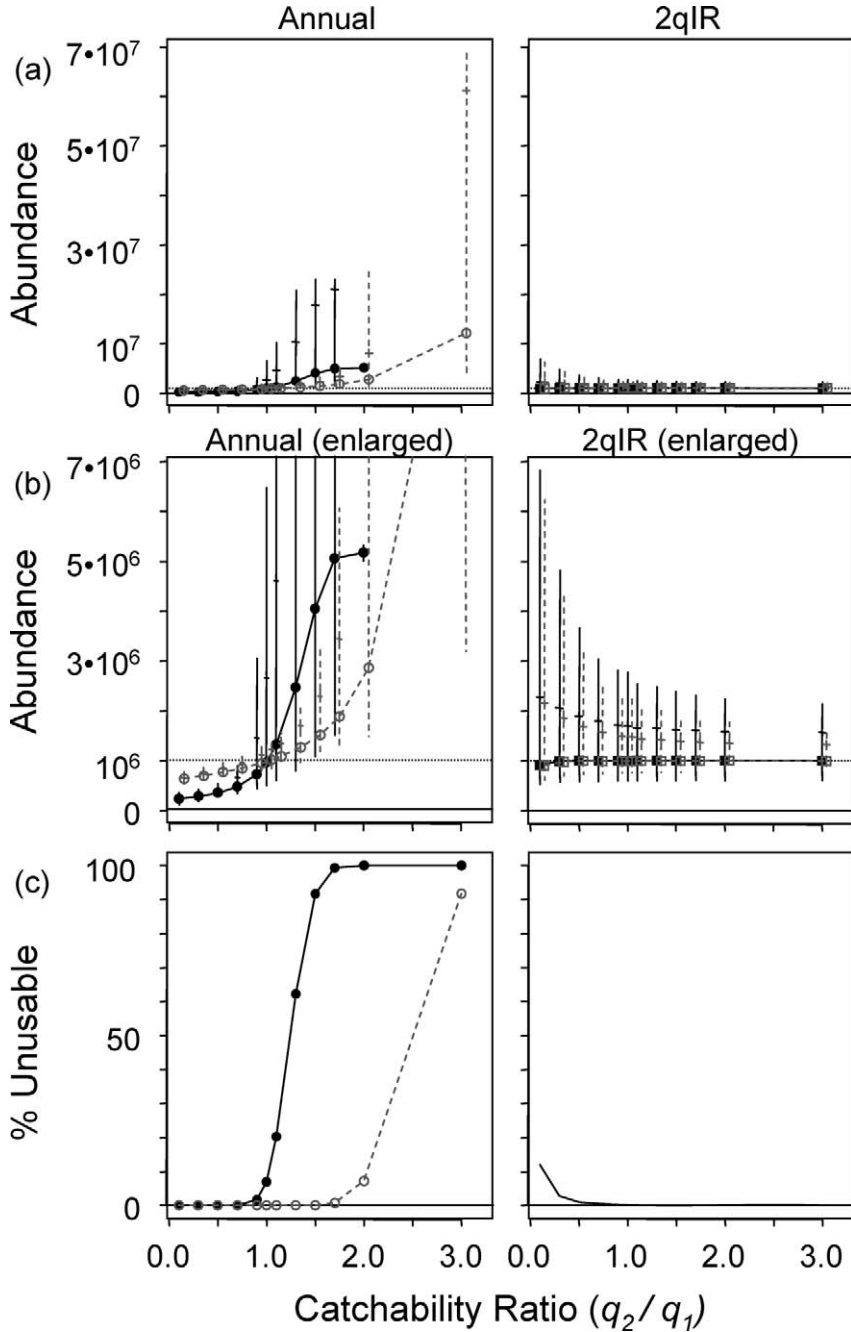 Annual 2qIR
(a)
Abundance
7•10⁷
5•10⁷
3•10⁷
10⁷
0
Annual (enlarged) 2qIR (enlarged)
(b)
Abundance
7•10⁶
5•10⁶
3•10⁶
10⁶
0
(c)
% Unusable
100
50
0
0.0 1.0 2.0 3.0 0.0 1.0 2.0 3.0
Catchability Ratio (q₂/q₁)